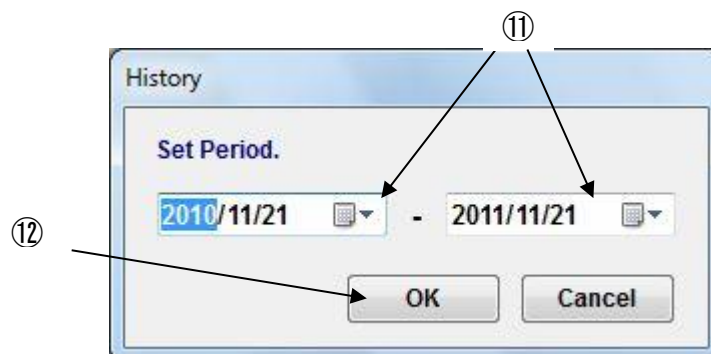 ⑪
History
Set Period.
2010/11/21 - 2011/11/21
⑫
OK Cancel